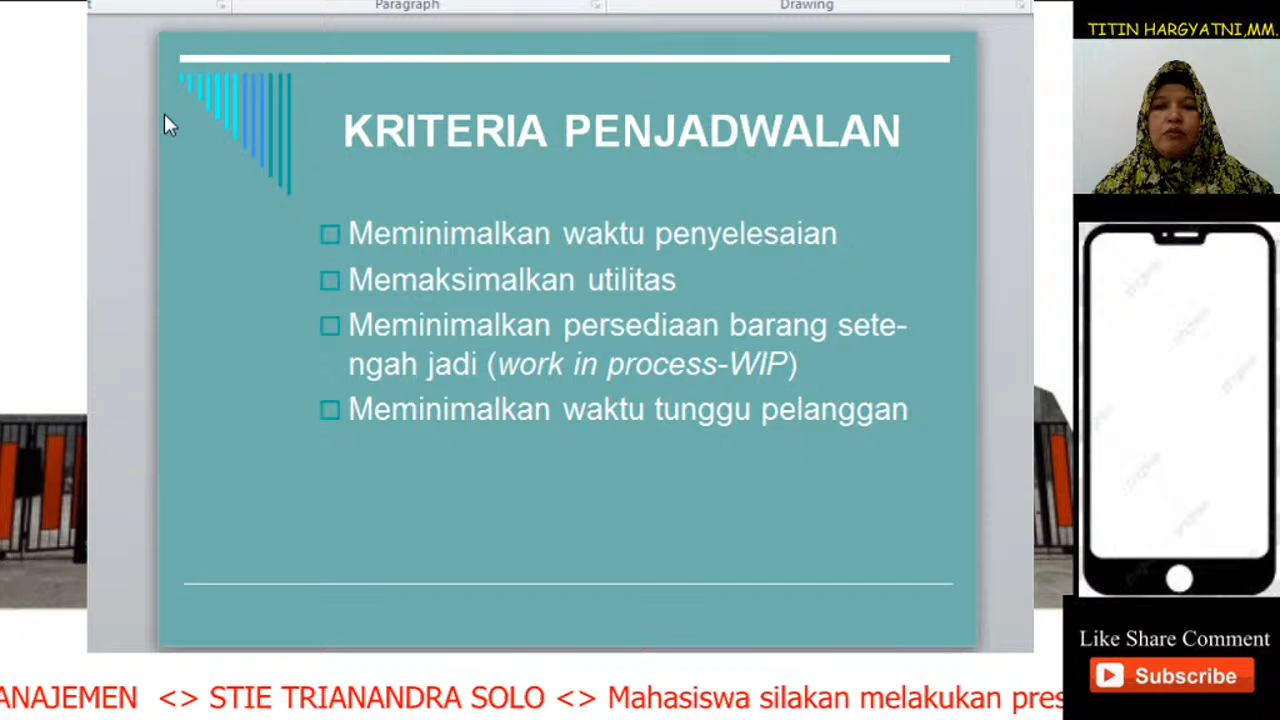 Paragraph
Drawing
TITIN HARGYATNI,MM.
KRITERIA PENJADWALAN
Meminimalkan waktu penyelesaian
Memaksimalkan utilitas
Meminimalkan persediaan barang sete-
ngah jadi (work in process-WIP)
Meminimalkan waktu tunggu pelanggan
Like Share Comment
Subscribe
ANAJEMEN <> STIE TRIANANDRA SOLO <> Mahasiswa silakan melakukan pres